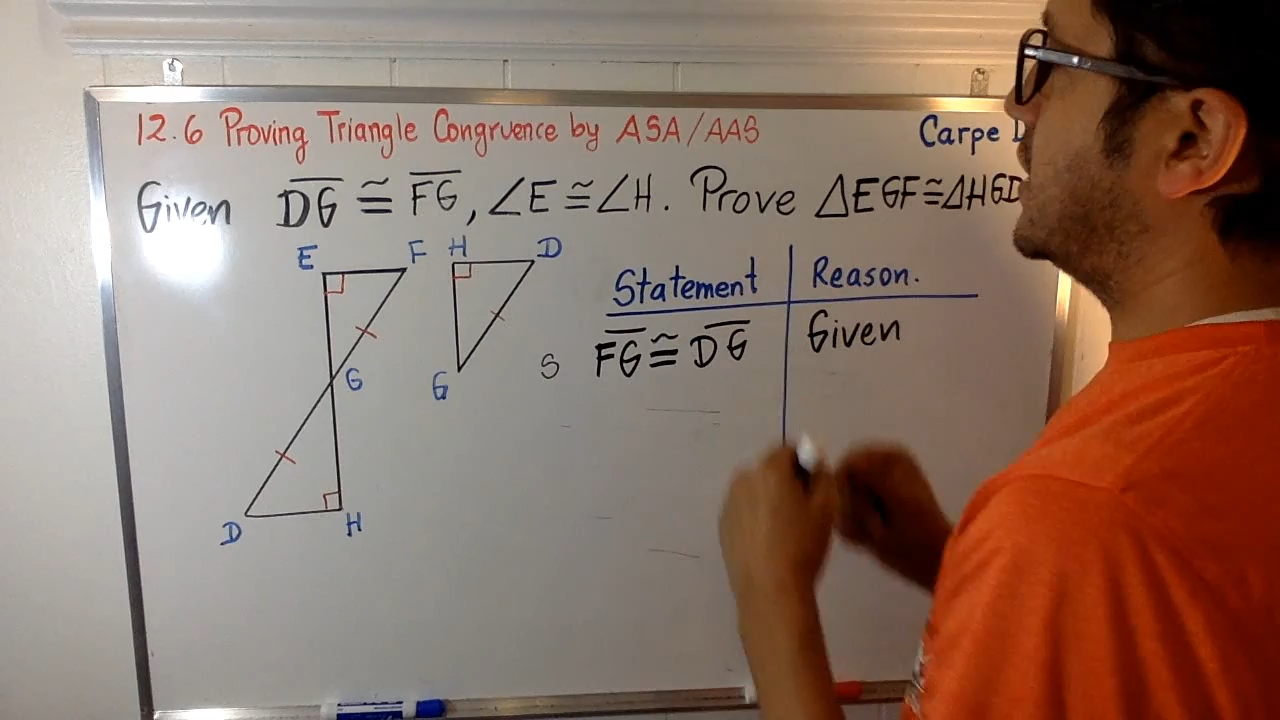 12.6 Proving Triangle Congruence by ASA/AAS
Carpe
Given DG ≅ FG, ∠E ≅ ∠H. Prove △EGF ≅ △HGD
E F H D
G G
D H
Statement Reason.
S FG ≅ DG Given